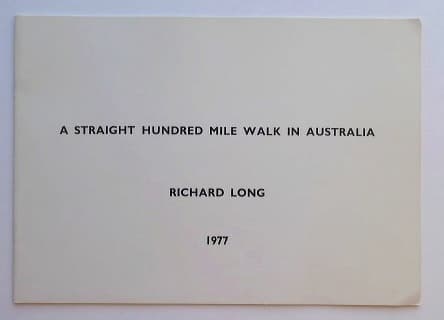 A STRAIGHT HUNDRED MILE WALK IN AUSTRALIA
RICHARD LONG
1977